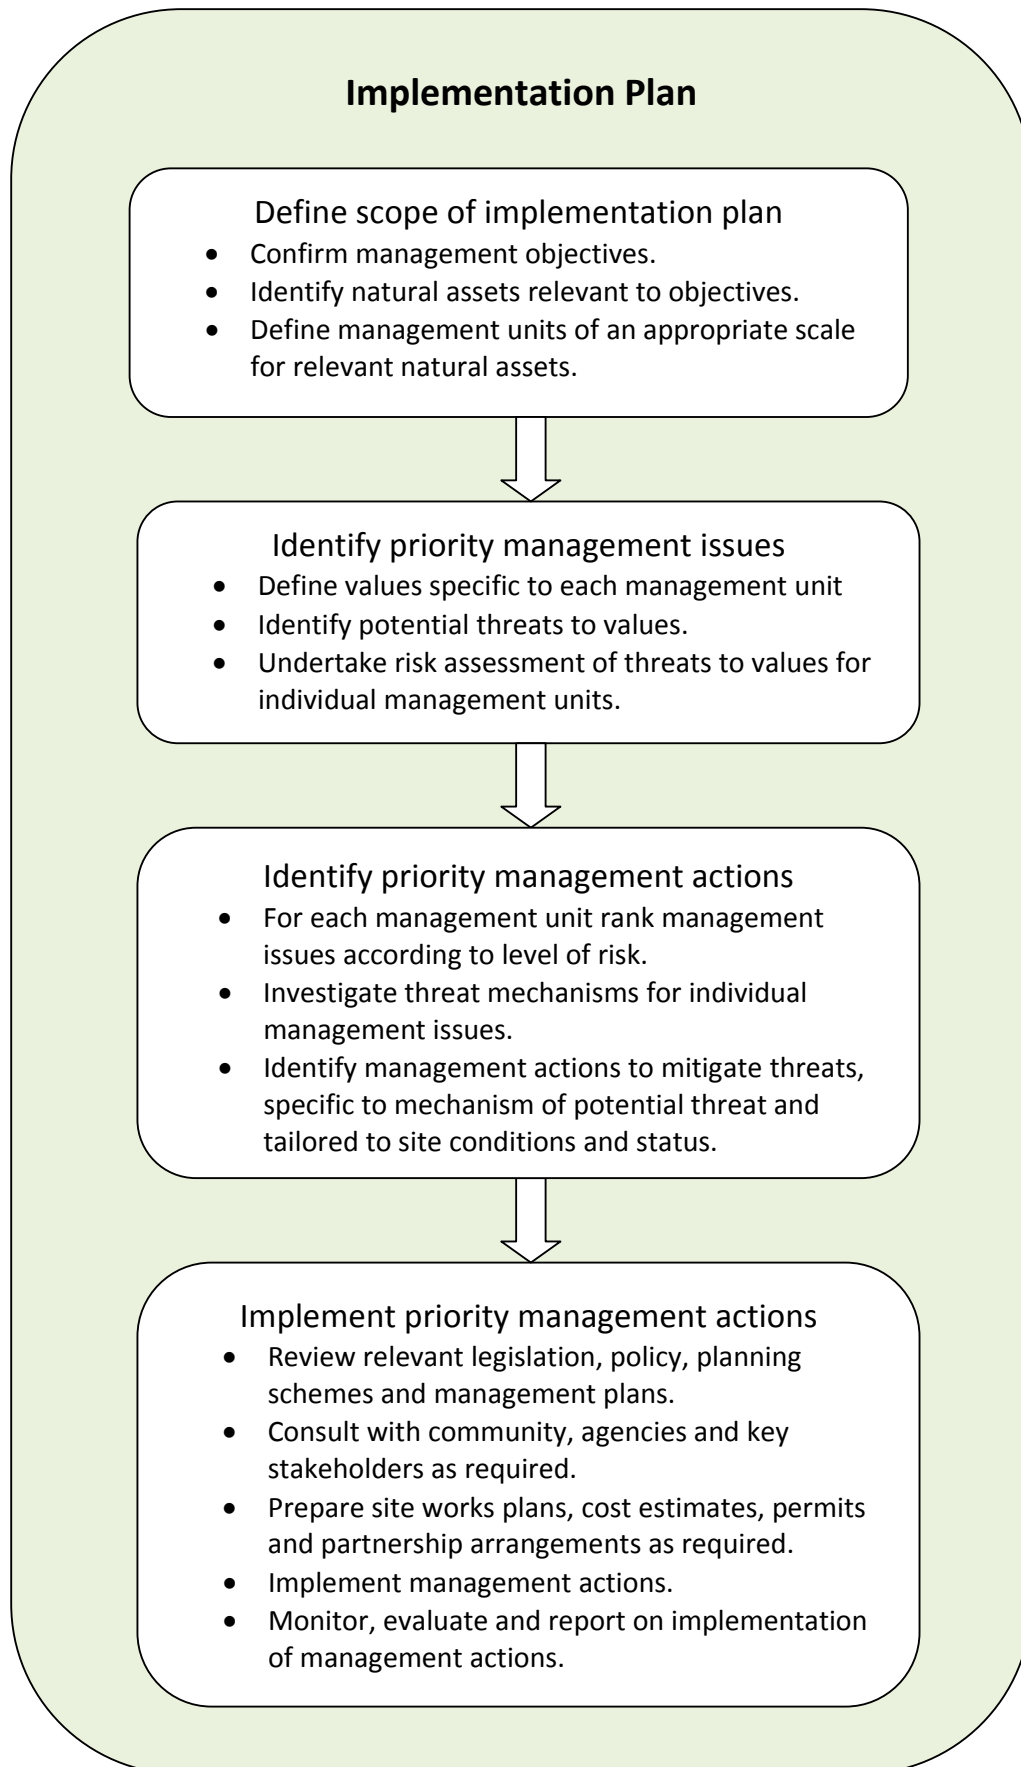 Implementation Plan
Define scope of implementation plan
• Confirm management objectives.
• Identify natural assets relevant to objectives.
• Define management units of an appropriate scale
for relevant natural assets.
Identify priority management issues
• Define values specific to each management unit
• Identify potential threats to values.
• Undertake risk assessment of threats to values for
individual management units.
Identify priority management actions
• For each management unit rank management
issues according to level of risk.
• Investigate threat mechanisms for individual
management issues.
• Identify management actions to mitigate threats,
specific to mechanism of potential threat and
tailored to site conditions and status.
Implement priority management actions
• Review relevant legislation, policy, planning
schemes and management plans.
• Consult with community, agencies and key
stakeholders as required.
• Prepare site works plans, cost estimates, permits
and partnership arrangements as required.
• Implement management actions.
• Monitor, evaluate and report on implementation
of management actions.